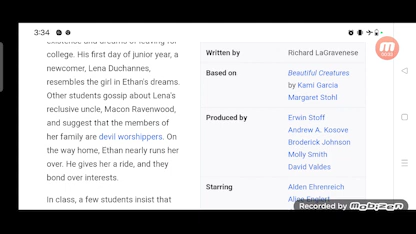 3:34
existence and dreams of leaving for
college. His first day of junior year, a
newcomer, Lena Duchannes,
resembles the girl in Ethan's dreams.
Other students gossip about Lena's
reclusive uncle, Macon Ravenwood,
and suggest that the members of
her family are devil worshippers. On
the way home, Ethan nearly runs her
over. He gives her a ride, and they
bond over interests.
In class, a few students insist that
Written by Richard LaGravenese
Based on Beautiful Creatures
by Kami Garcia
Margaret Stohl
Produced by Erwin Stoff
Andrew A. Kosove
Broderick Johnson
Molly Smith
David Valdes
Starring Alden Ehrenreich
Alice Englert
Recorded by Mobizen